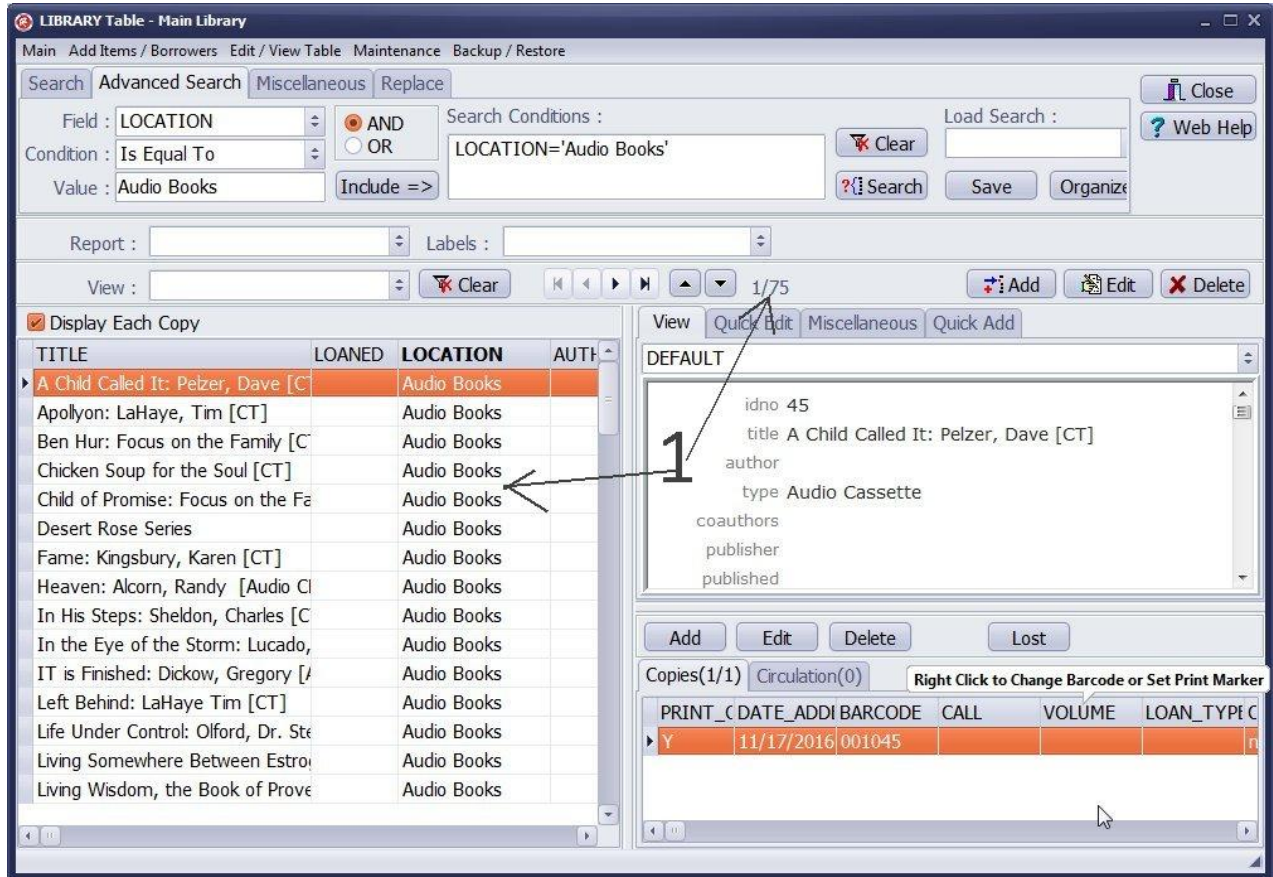 LIBRARY Table - Main Library
Main Add Items / Borrowers Edit / View Table Maintenance Backup / Restore
Search Advanced Search Miscellaneous Replace
Close
Web Help
Field : LOCATION
Condition : Is Equal To
Value : Audio Books
AND
OR
Include =>
Search Conditions :
LOCATION='Audio Books'
Clear
Search
Load Search :
Save Organize
Report : Labels :
View : Clear 1/75 Add Edit Delete
Display Each Copy
TITLE LOANED LOCATION AUTH
A Child Called It: Pelzer, Dave [CT Audio Books
Apollyon: LaHaye, Tim [CT] Audio Books
Ben Hur: Focus on the Family [CT Audio Books
Chicken Soup for the Soul [CT] Audio Books
Child of Promise: Focus on the Fa Audio Books
Desert Rose Series Audio Books
Fame: Kingsbury, Karen [CT] Audio Books
Heaven: Alcorn, Randy [Audio Cl Audio Books
In His Steps: Sheldon, Charles [C Audio Books
In the Eye of the Storm: Lucado, Audio Books
IT is Finished: Dickow, Gregory [A Audio Books
Left Behind: LaHaye Tim [CT] Audio Books
Life Under Control: Olford, Dr. Ste Audio Books
Living Somewhere Between Estrog Audio Books
Living Wisdom, the Book of Prove Audio Books
1
View Quick Edit Miscellaneous Quick Add
DEFAULT
idno 45
title A Child Called It: Pelzer, Dave [CT]
author
type Audio Cassette
coauthors
publisher
published
Add Edit Delete Lost
Copies(1/1) Circulation(0)
Right Click to Change Barcode or Set Print Marker
PRINT_C DATE_ADDI BARCODE CALL VOLUME LOAN_TYPE C
Y 11/17/2016 001045 n